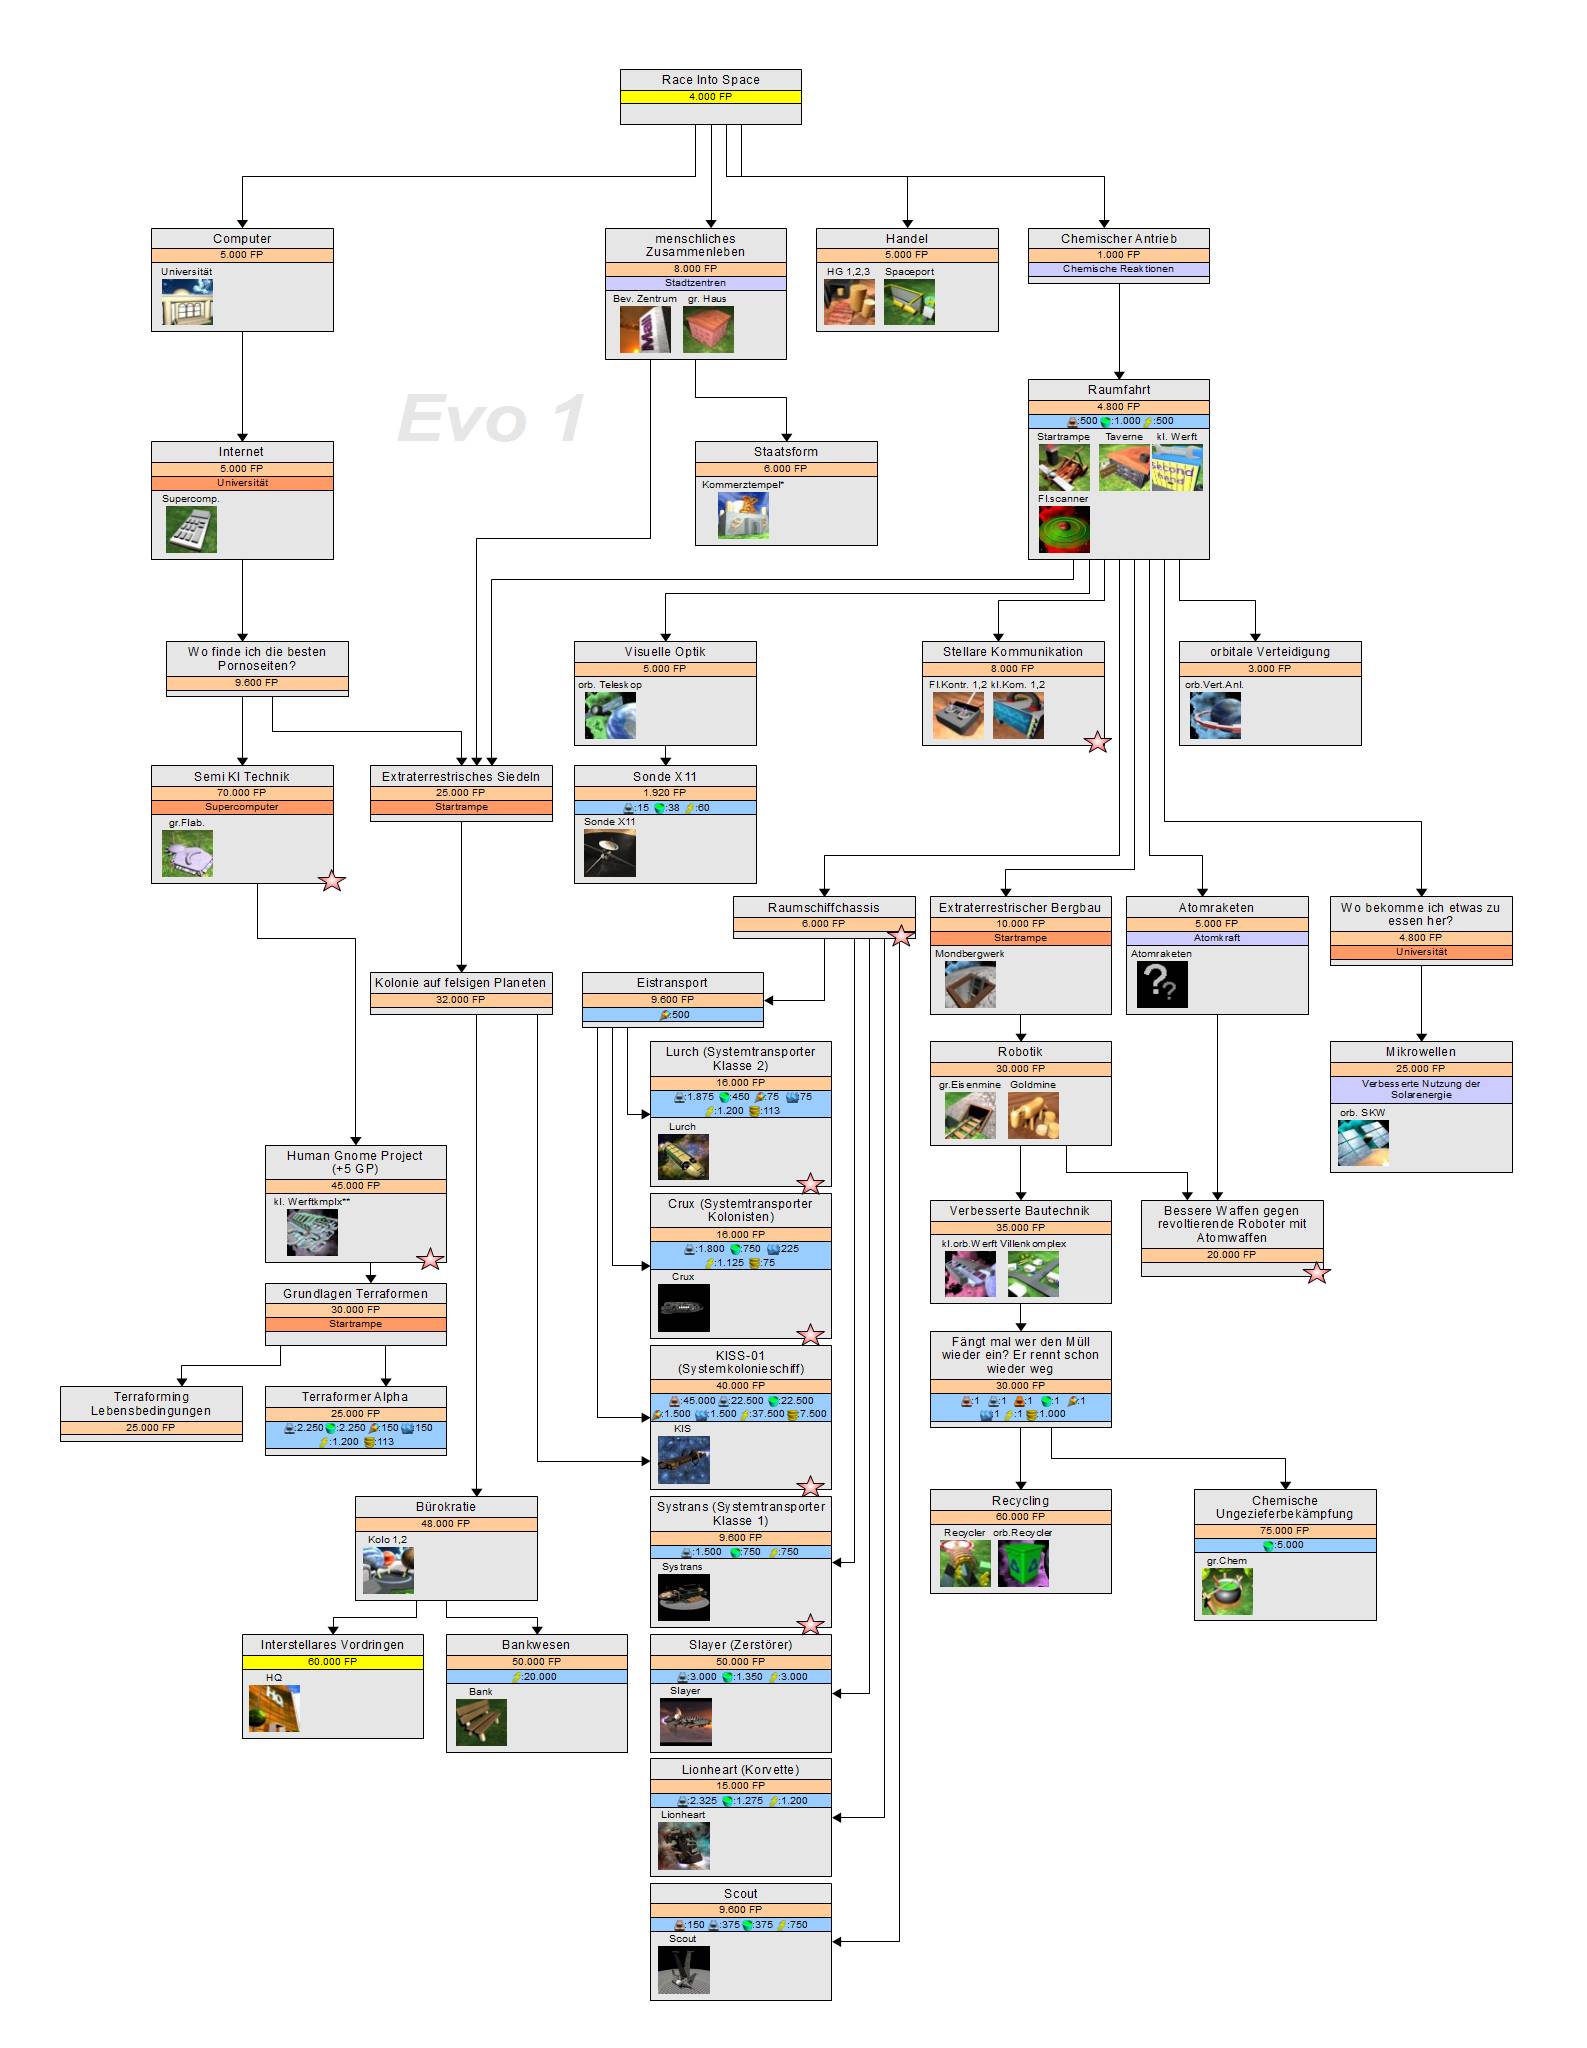 Race Into Space
4.000 FP
Computer
5.000 FP
Universität
menschliches
Zusammenleben
8.000 FP
Stadtzentren
Bev. Zentrum gr. Haus
Mall
Handel
5.000 FP
HG 1,2,3 Spaceport
Chemischer Antrieb
1.000 FP
Chemische Reaktionen
Evo 1
Raumfahrt
4.800 FP
:500 :1.000 :500
Startrampe Taverne kl. Werft
second
hand
Fl.scanner
Internet
5.000 FP
Universität
Supercomp.
Staatsform
6.000 FP
Kommerztempel*
Wo finde ich die besten
Pornoseiten?
9.600 FP
Visuelle Optik
5.000 FP
orb. Teleskop
Stellare Kommunikation
8.000 FP
Fl.Kontr. 1,2 kl.Kom. 1,2
orbitale Verteidigung
3.000 FP
orb.Vert.Anl.
Semi KI Technik
70.000 FP
Supercomputer
gr.Flab.
Extraterrestrisches Siedeln
25.000 FP
Startrampe
Sonde X11
1.920 FP
:15 :38 :60
Sonde X11
Raumschiffchassis
6.000 FP
Extraterrestrischer Bergbau
10.000 FP
Startrampe
Mondbergwerk
Atomraketen
5.000 FP
Atomkraft
Atomraketen
??
Wo bekomme ich etwas zu
essen her?
4.800 FP
Universität
Kolonie auf felsigen Planeten
32.000 FP
Eistransport
9.600 FP
:500
Lurch (Systemtransporter
Klasse 2)
16.000 FP
:1.875 :450 :75 :75
:1.200 :113
Lurch
Robotik
30.000 FP
gr.Eisenmine Goldmine
Mikrowellen
25.000 FP
Verbesserte Nutzung der
Solarenergie
orb. SKW
Human Gnome Project
(+5 GP)
45.000 FP
kl. Werftkmplx**
Crux (Systemtransporter
Kolonisten)
16.000 FP
:1.800 :750 :225
:1.125 :75
Crux
Verbesserte Bautechnik
35.000 FP
kl.orb.Werft Villenkomplex
Bessere Waffen gegen
revoltierende Roboter mit
Atomwaffen
20.000 FP
Grundlagen Terraformen
30.000 FP
Startrampe
KISS-01
(Systemkolonieschiff)
40.000 FP
:45.000 :22.500 :22.500
:1.500 :1.500 :37.500 :7.500
KIS
Fängt mal wer den Müll
wieder ein? Er rennt schon
wieder weg
30.000 FP
:1 :1 :1 :1 :1
:1 :1 :1.000
Terraforming
Lebensbedingungen
25.000 FP
Terraformer Alpha
25.000 FP
:2.250 :2.250 :150 :150
:1.200 :113
Bürokratie
48.000 FP
Kolo 1,2
Systrans (Systemtransporter
Klasse 1)
9.600 FP
:1.500 :750 :750
Systrans
Recycling
60.000 FP
Recycler orb.Recycler
Chemische
Ungezieferbekämpfung
75.000 FP
:5.000
gr.Chem
Interstellares Vordringen
60.000 FP
HQ
HQ
Bankwesen
50.000 FP
:20.000
Bank
Slayer (Zerstörer)
50.000 FP
:3.000 :1.350 :3.000
Slayer
Lionheart (Korvette)
15.000 FP
:2.325 :1.275 :1.200
Lionheart
Scout
9.600 FP
:150 :375 :375 :750
Scout